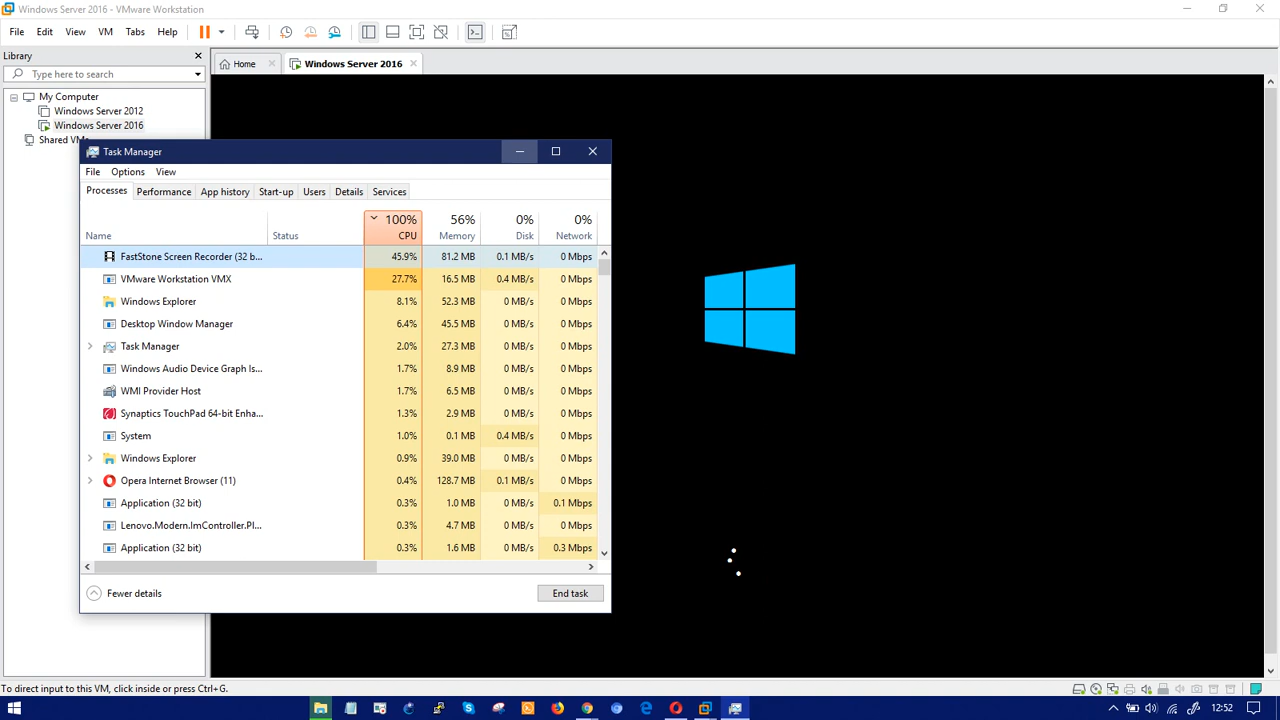 Windows Server 2016 - VMware Workstation
File Edit View VM Tabs Help
Library
Type here to search
My Computer
Windows Server 2012
Windows Server 2016
Shared VMs
Home
Windows Server 2016
Task Manager
File Options View
Processes Performance App history Start-up Users Details Services
100% 56% 0% 0%
Name Status CPU Memory Disk Network
FastStone Screen Recorder (32 b... 45.9% 81.2 MB 0.1 MB/s 0 Mbps
VMware Workstation VMX 27.7% 16.5 MB 0.4 MB/s 0 Mbps
Windows Explorer 8.1% 52.3 MB 0 MB/s 0 Mbps
Desktop Window Manager 6.4% 45.5 MB 0 MB/s 0 Mbps
Task Manager 2.0% 27.3 MB 0 MB/s 0 Mbps
Windows Audio Device Graph Is... 1.7% 8.9 MB 0 MB/s 0 Mbps
WMI Provider Host 1.7% 6.5 MB 0 MB/s 0 Mbps
Synaptics TouchPad 64-bit Enha... 1.3% 2.9 MB 0 MB/s 0 Mbps
System 1.0% 0.1 MB 0.4 MB/s 0 Mbps
Windows Explorer 0.9% 39.0 MB 0 MB/s 0 Mbps
Opera Internet Browser (11) 0.4% 128.7 MB 0.1 MB/s 0 Mbps
Application (32 bit) 0.3% 1.0 MB 0 MB/s 0.1 Mbps
Lenovo.Modern.ImController.Pl... 0.3% 4.7 MB 0 MB/s 0 Mbps
Application (32 bit) 0.3% 1.6 MB 0 MB/s 0.3 Mbps
Fewer details
End task
To direct input to this VM, click inside or press Ctrl+G.
12:52